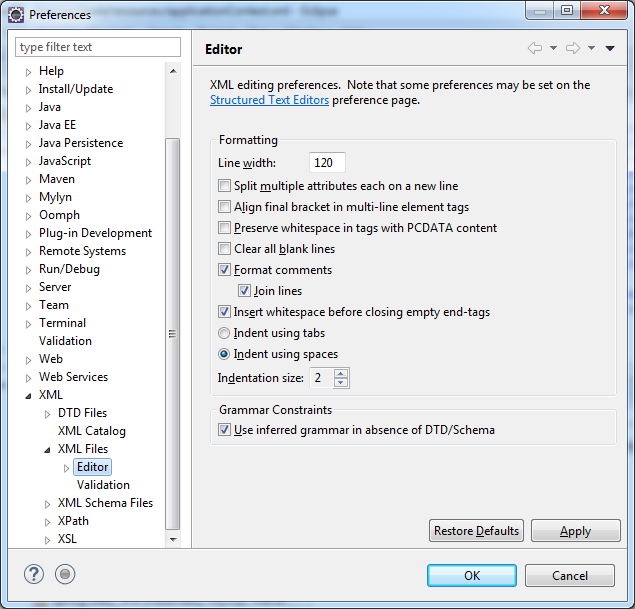 Preferences
type filter text
Help
Install/Update
Java
Java EE
Java Persistence
JavaScript
Maven
Mylyn
Oomph
Plug-in Development
Remote Systems
Run/Debug
Server
Team
Terminal
Validation
Web
Web Services
XML
DTD Files
XML Catalog
XML Files
Editor
Validation
XML Schema Files
XPath
XSL
Editor
XML editing preferences. Note that some preferences may be set on the
Structured Text Editors preference page.
Formatting
Line width: 120
Split multiple attributes each on a new line
Align final bracket in multi-line element tags
Preserve whitespace in tags with PCDATA content
Clear all blank lines
Format comments
Join lines
Insert whitespace before closing empty end-tags
Indent using tabs
Indent using spaces
Indentation size: 2
Grammar Constraints
Use inferred grammar in absence of DTD/Schema
Restore Defaults Apply
OK Cancel